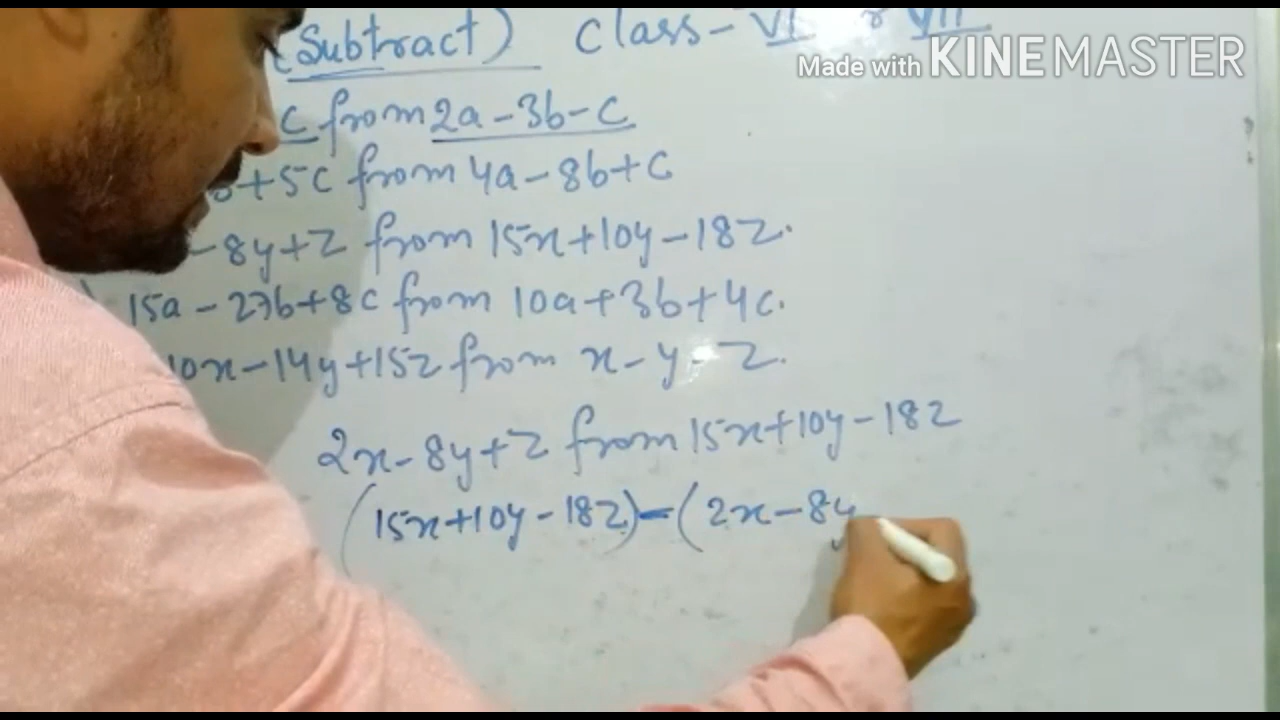 (Subtract) Class-VI & VII
Made with KINEMASTER
C from 2a-3b-C
+5C from 4a-8b+C
-8y+Z from 15x+10y-18Z.
15a-27b+8C from 10a+3b+4C.
10x-14y+15Z from x-y-Z.
2x-8y+Z from 15x+10y-18Z
(15x+10y-18Z)-(2x-8y